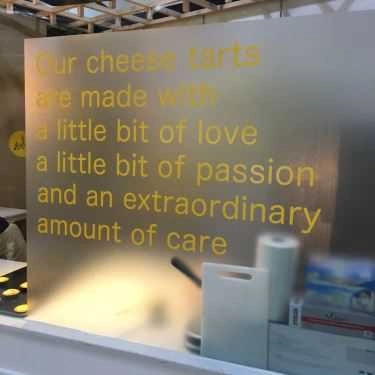 Our cheese tarts
are made with
a little bit of love
a little bit of passion
and an extraordinary
amount of care